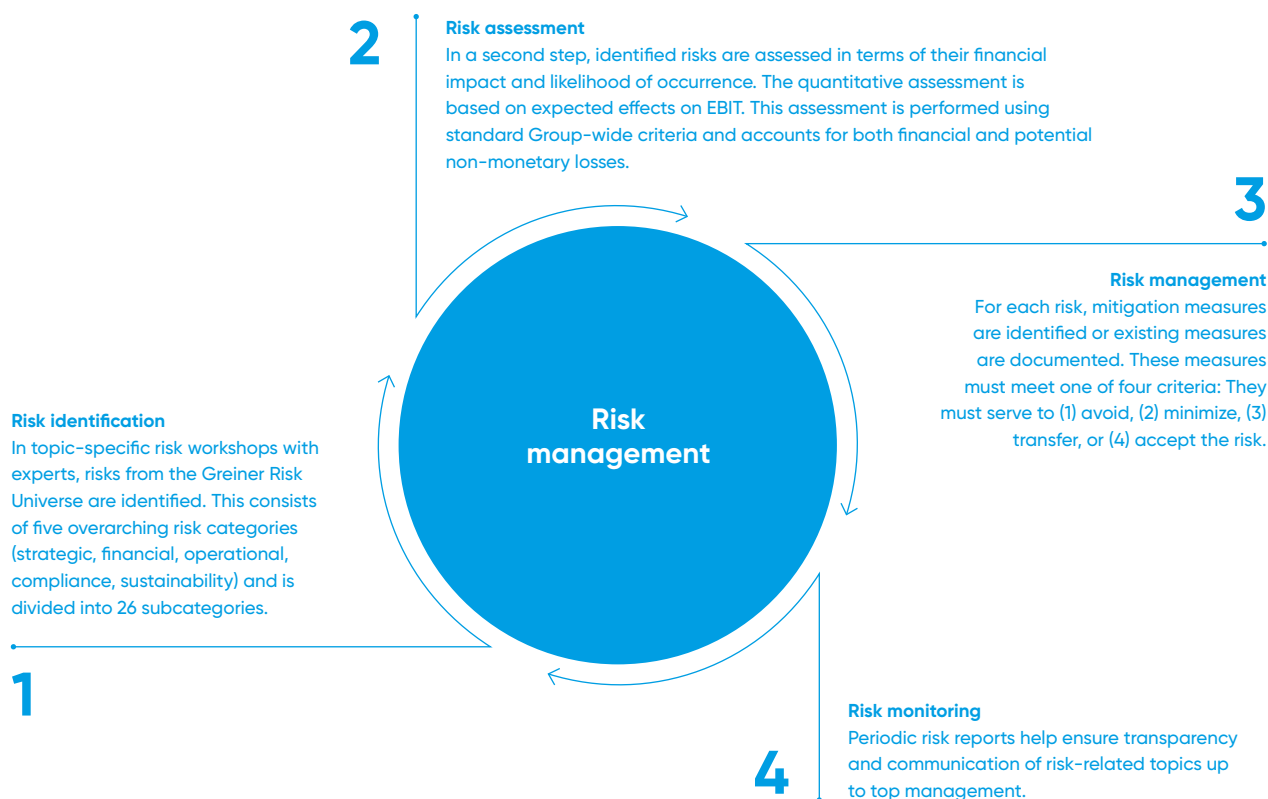 2
Risk assessment
In a second step, identified risks are assessed in terms of their financial
impact and likelihood of occurrence. The quantitative assessment is
based on expected effects on EBIT. This assessment is performed using
standard Group-wide criteria and accounts for both financial and potential
non-monetary losses.
3
Risk management
For each risk, mitigation measures
are identified or existing measures
are documented. These measures
must meet one of four criteria: They
must serve to (1) avoid, (2) minimize, (3)
transfer, or (4) accept the risk.
Risk
management
Risk identification
In topic-specific risk workshops with
experts, risks from the Greiner Risk
Universe are identified. This consists
of five overarching risk categories
(strategic, financial, operational,
compliance, sustainability) and is
divided into 26 subcategories.
1
4
Risk monitoring
Periodic risk reports help ensure transparency
and communication of risk-related topics up
to top management.